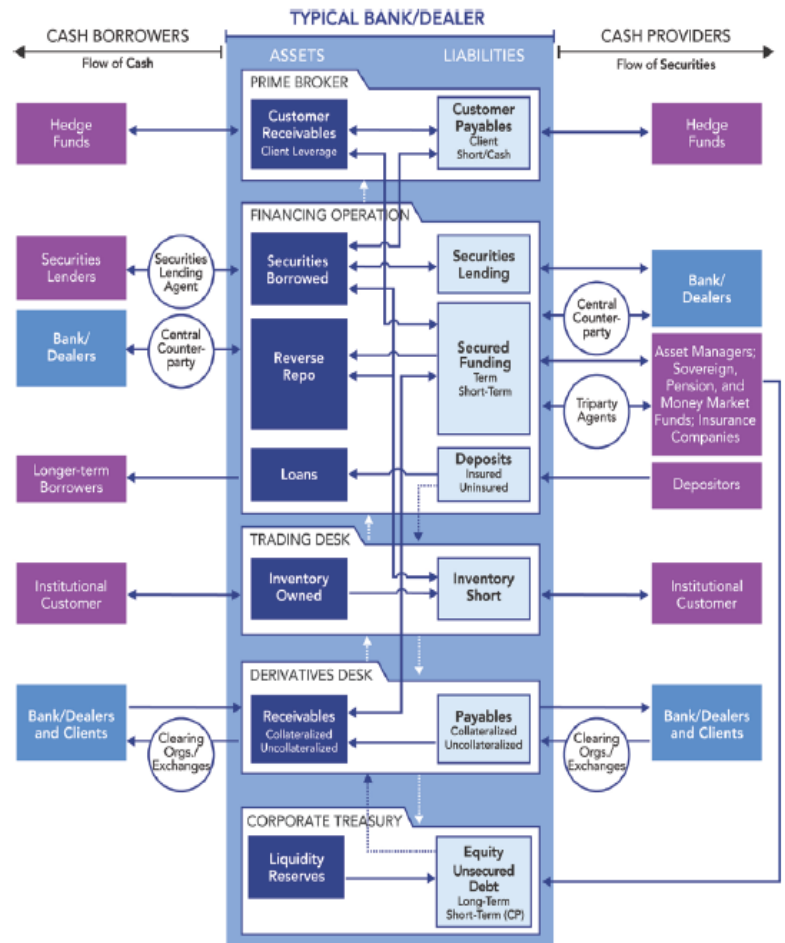 TYPICAL BANK/DEALER
CASH BORROWERS
Flow of Cash
ASSETS
LIABILITIES
CASH PROVIDERS
Flow of Securities
PRIME BROKER
Hedge
Funds
Customer
Receivables
Client Leverage
Customer
Payables
Client
Short/Cash
Hedge
Funds
FINANCING OPERATION
Securities
Lenders
Securities
Lending
Agent
Securities
Borrowed
Securities
Lending
Bank/
Dealers
Bank/
Dealers
Central
Counter-
party
Reverse
Repo
Secured
Funding
Term
Short-Term
Central
Counter-
party
Triparty
Agents
Asset Managers;
Sovereign,
Pension, and
Money Market
Funds; Insurance
Companies
Longer-term
Borrowers
Loans
Deposits
Insured
Uninsured
Depositors
TRADING DESK
Institutional
Customer
Inventory
Owned
Inventory
Short
Institutional
Customer
DERIVATIVES DESK
Bank/Dealers
and Clients
Clearing
Orgs./
Exchanges
Receivables
Collateralized
Uncollateralized
Payables
Collateralized
Uncollateralized
Clearing
Orgs./
Exchanges
Bank/Dealers
and Clients
CORPORATE TREASURY
Liquidity
Reserves
Equity
Unsecured
Debt
Long-Term
Short-Term (CP)